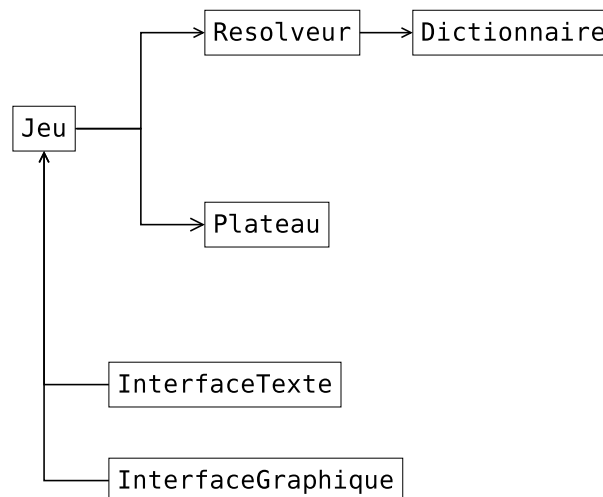 Resolveur
Dictionnaire
Jeu
Plateau
InterfaceTexte
InterfaceGraphique